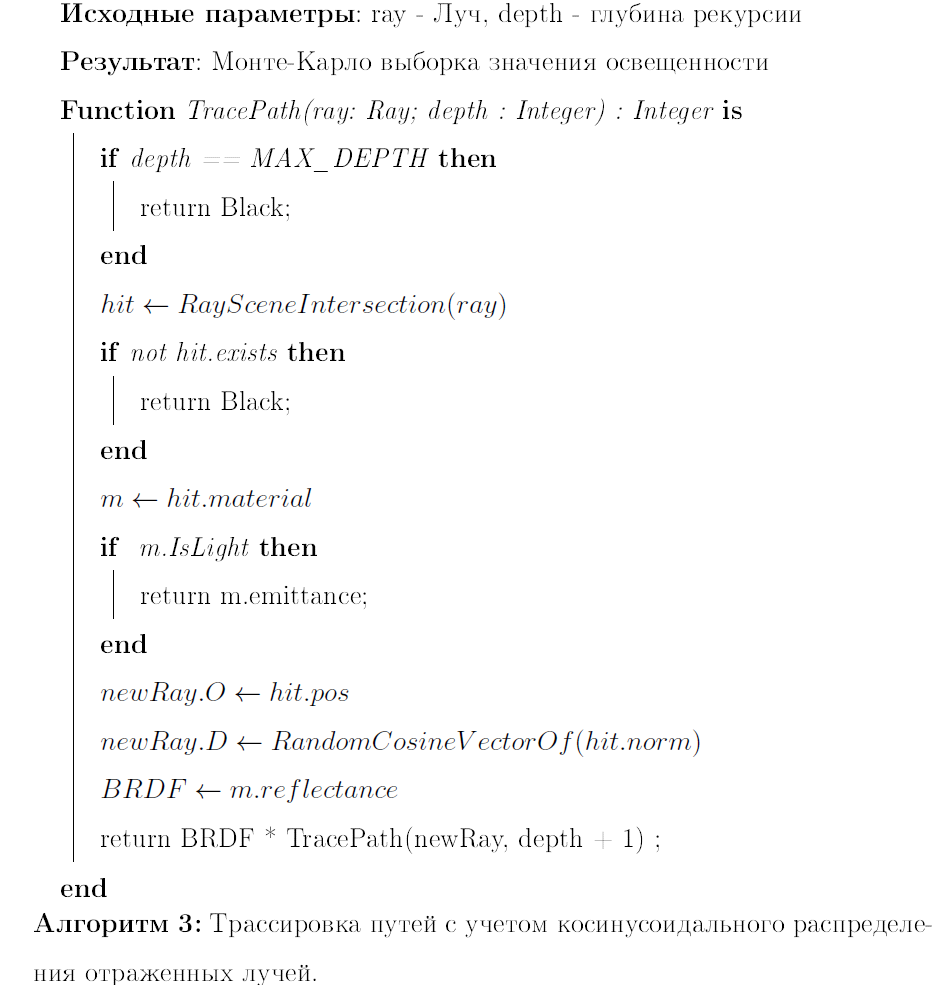 Исходные параметры: ray - Луч, depth - глубина рекурсии
Результат: Монте-Карло выборка значения освещенности
Function TracePath(ray: Ray; depth : Integer) : Integer is
if depth == MAX_DEPTH then
return Black;
end
hit ← RaySceneIntersection(ray)
if not hit.exists then
return Black;
end
m ← hit.material
if m.IsLight then
return m.emittance;
end
newRay.O ← hit.pos
newRay.D ← RandomCosineVectorOf(hit.norm)
BRDF ← m.reflectance
return BRDF * TracePath(newRay, depth + 1) ;
end
Алгоритм 3: Трассировка путей с учетом косинусоидального распределе-
ния отраженных лучей.